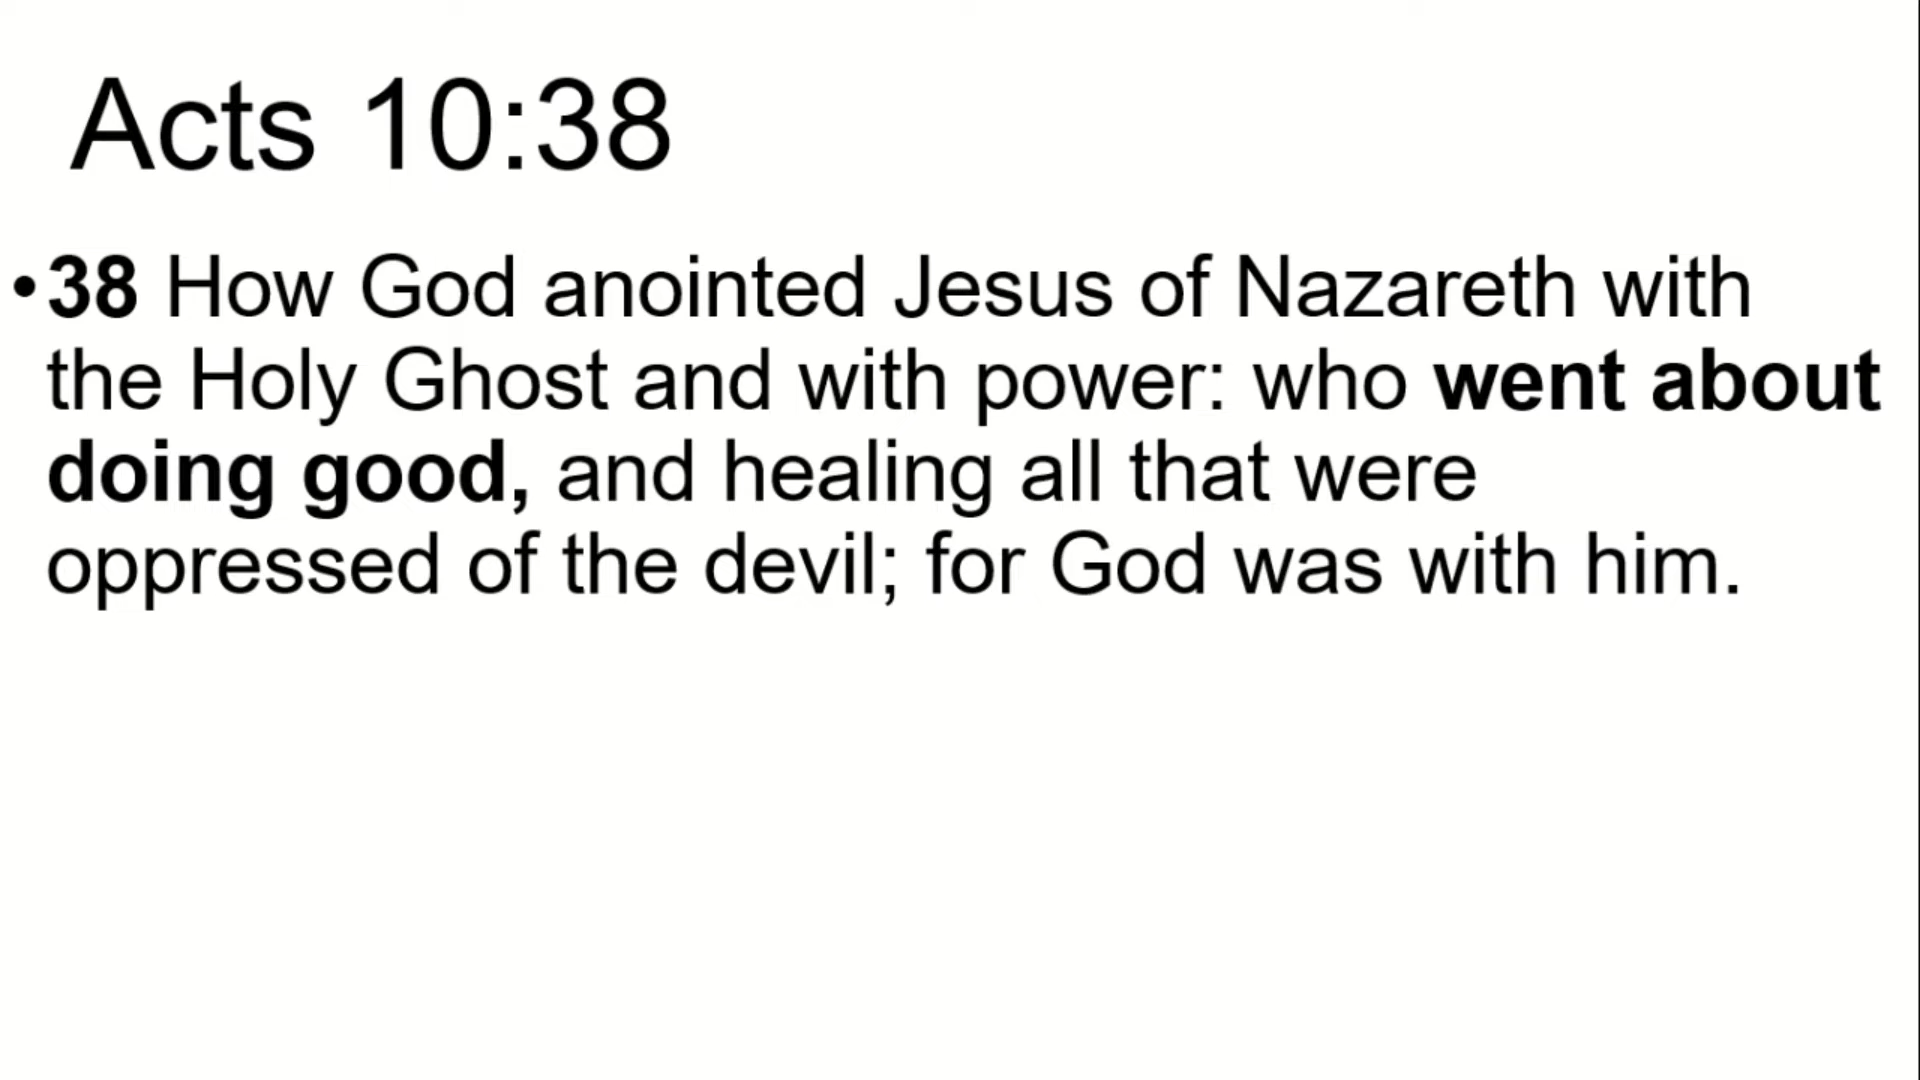 Acts 10:38
•38 How God anointed Jesus of Nazareth with
the Holy Ghost and with power: who went about
doing good, and healing all that were
oppressed of the devil; for God was with him.